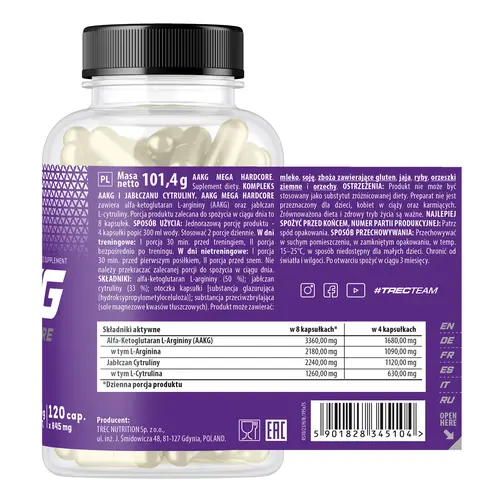 PL
Masa netto 101,4 g
AAKG MEGA HARDCORE.
Suplement diety. KOMPLEKS
AAKG I JABŁCZANU CYTRULINY. AAKG MEGA HARDCORE
zawiera alfa-ketoglutaran L-argininy (AAKG) oraz jabłczan
L-cytruliny. Porcja produktu zalecana do spożycia w ciągu dnia to
8 kapsułek. SPOSÓB UŻYCIA: Jednorazową porcję produktu -
4 kapsułki popić 300 ml wody. Stosować 2 porcje dziennie. W dni
treningowe: 1 porcja 30 min. przed treningiem, II porcja
bezpośrednio po treningu. W dni nietreningowe: I porcja
30 min. przed pierwszym posiłkiem, II porcja przed snem. Nie
należy przekraczać zalecanej porcji do spożycia w ciągu dnia.
SKŁADNIKI: alfa-ketoglutaran L-argininy (50 %); jabłczan
cytruliny (33 %); otoczka kapsułki [substancja glazurująca
(hydroksypropylometyloceluloza)]; substancja przeciwzbrylająca
(sole magnezowe kwasów tłuszczowych). Produkt może zawierać:
mleko, soję, zboża zawierające gluten, jaja, ryby, orzeszki
ziemne i orzechy. OSTRZEŻENIA: Produkt nie może być
stosowany jako substytut zróżnicowanej diety. Preparat nie jest
przeznaczony dla dzieci, kobiet w ciąży oraz matek karmiących.
Zrównoważona dieta i zdrowy tryb życia są ważne. NAJLEPIEJ
SPOŻYĆ PRZED KOŃCEM, NUMER PARTII PRODUKCYJNEJ: Patrz
spód opakowania. SPOSÓB PRZECHOWYWANIA: Przechowywać
w suchym pomieszczeniu, w zamkniętym opakowaniu, w temp.
15–25°C, w sposób niedostępny dla małych dzieci. Chronić od
światła i wilgoci. Po otwarciu spożyć w ciągu 3 miesięcy.
#TRECTEAM
SUPPLEMENT
G
RE
g 120 cap.
1 x 845 mg
Składniki aktywne w 8 kapsułkach* w 4 kapsułkach
Alfa-Ketoglutaran L-Argininy (AAKG) 3360,00 mg 1680,00 mg
w tym L-Arginina 2180,00 mg 1090,00 mg
Jabłczan Cytruliny 2240,00 mg 1120,00 mg
w tym L-Cytrulina 1260,00 mg 630,00 mg
*Dzienna porcja produktu
Producent:
TREC NUTRITION Sp. z o.o.,
ul. inż. J. Śmidowicza 48, 81-127 Gdynia, POLAND.
EAC
5 901828 345104 >
EN
DE
FR
ES
IT
RU
OPEN
HERE